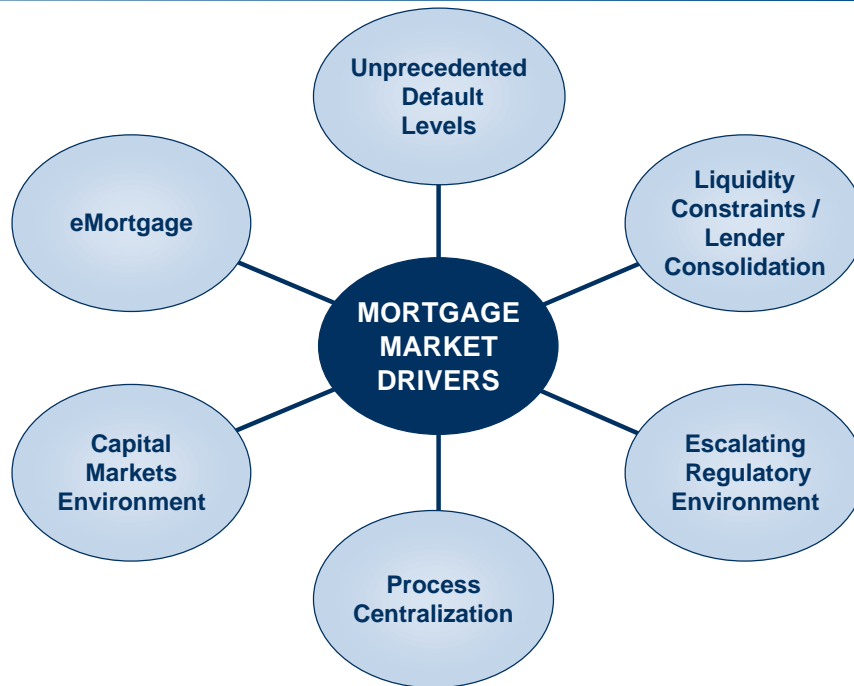 Unprecedented
Default
Levels
Liquidity
Constraints /
Lender
Consolidation
eMortgage
MORTGAGE
MARKET
DRIVERS
Capital
Markets
Environment
Escalating
Regulatory
Environment
Process
Centralization